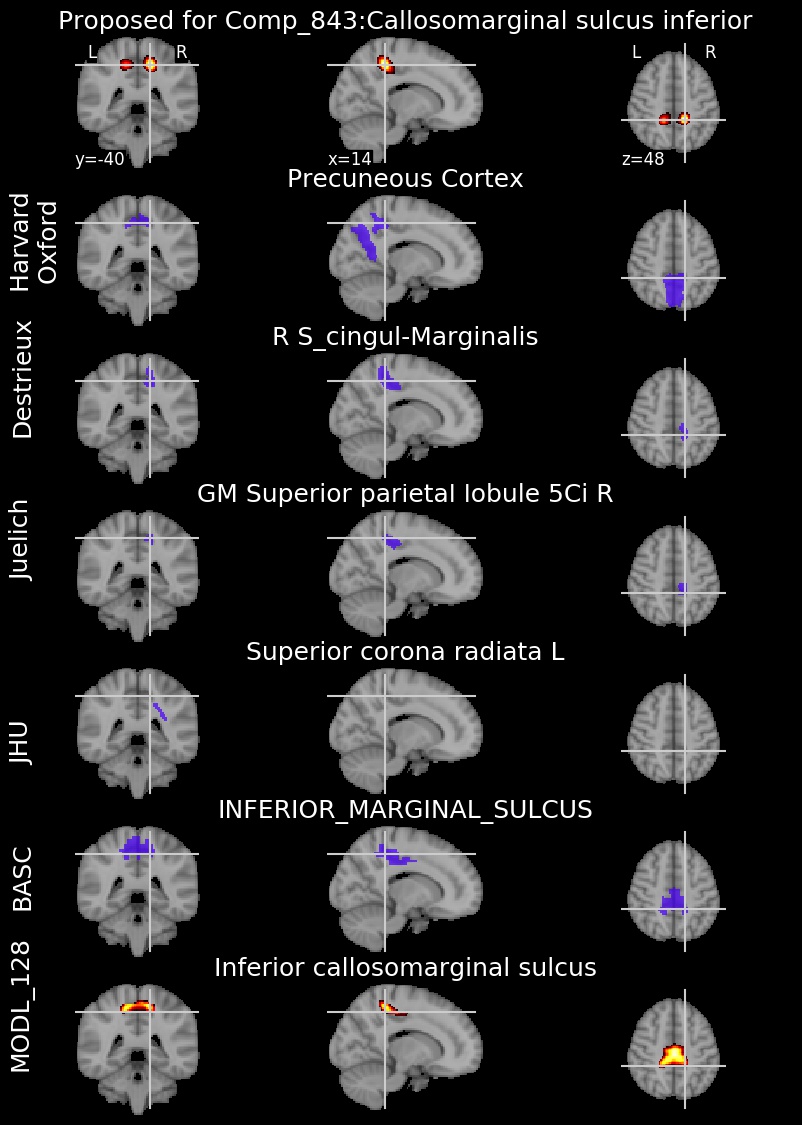 Proposed for Comp_843:Callosomarginal sulcus inferior
L R
L R
y=-40
x=14
z=48
Precuneous Cortex
Harvard
Oxford
R S_cingul-Marginalis
Destrieux
GM Superior parietal lobule 5Ci R
Juelich
Superior corona radiata L
JHU
INFERIOR_MARGINAL_SULCUS
BASC
Inferior callosomarginal sulcus
MODL_128